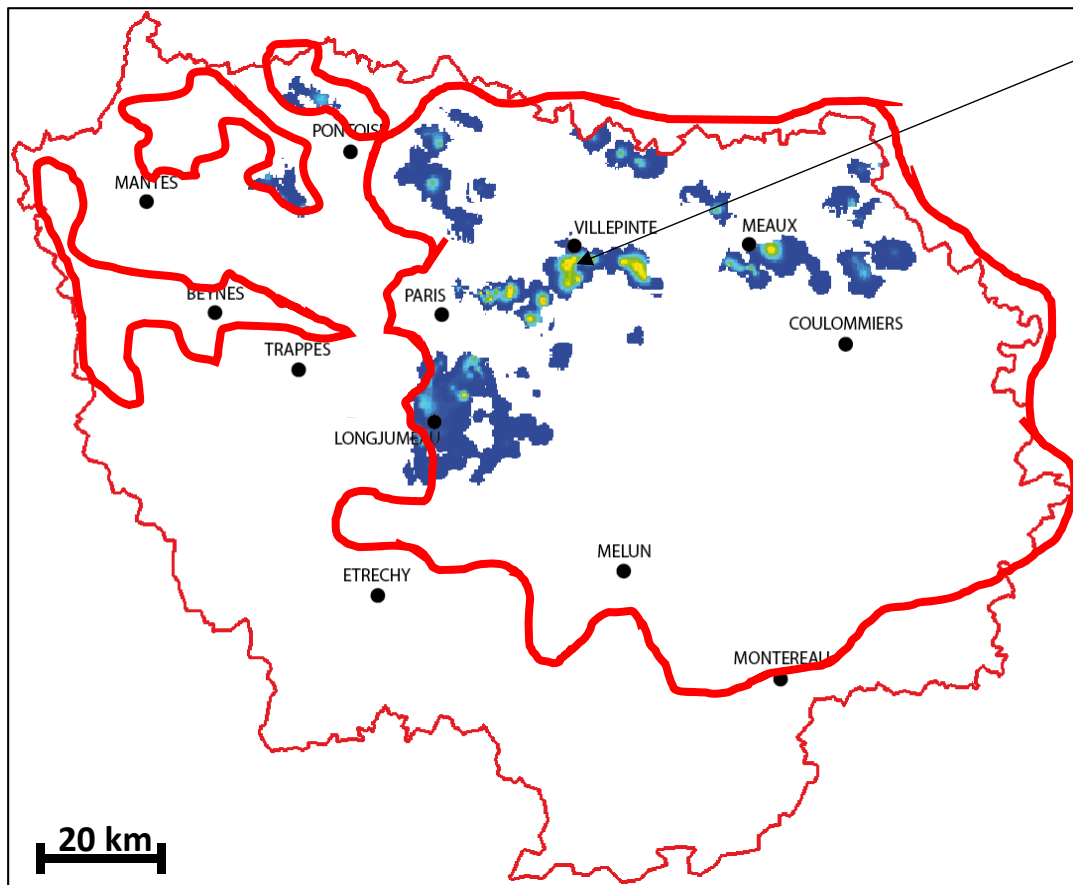 PONTOISE
MANTES
VILLEPINTE
MEAUX
BEYNES
PARIS
COULOMMIERS
TRAPPES
LONGJUMEAU
MELUN
ETRECHY
MONTEREAU
20 km